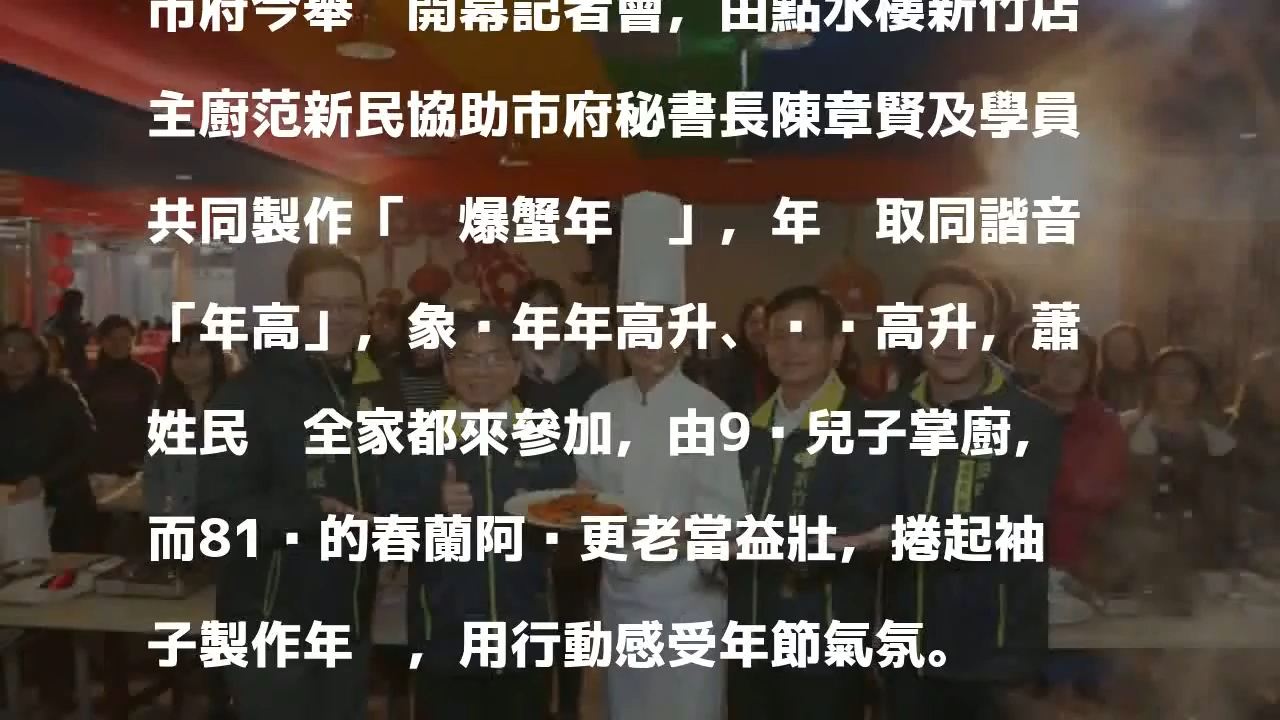 市府今舉　開幕記者會，由點水樓新竹店
主廚范新民協助市府秘書長陳章賢及學員
共同製作「　爆蟹年　」，年　取同諧音
「年高」，象·年年高升、··高升，蕭
姓民　全家都來參加，由9·兒子掌廚，
而81·的春蘭阿·更老當益壯，捲起袖
子製作年　，用行動感受年節氣氛。